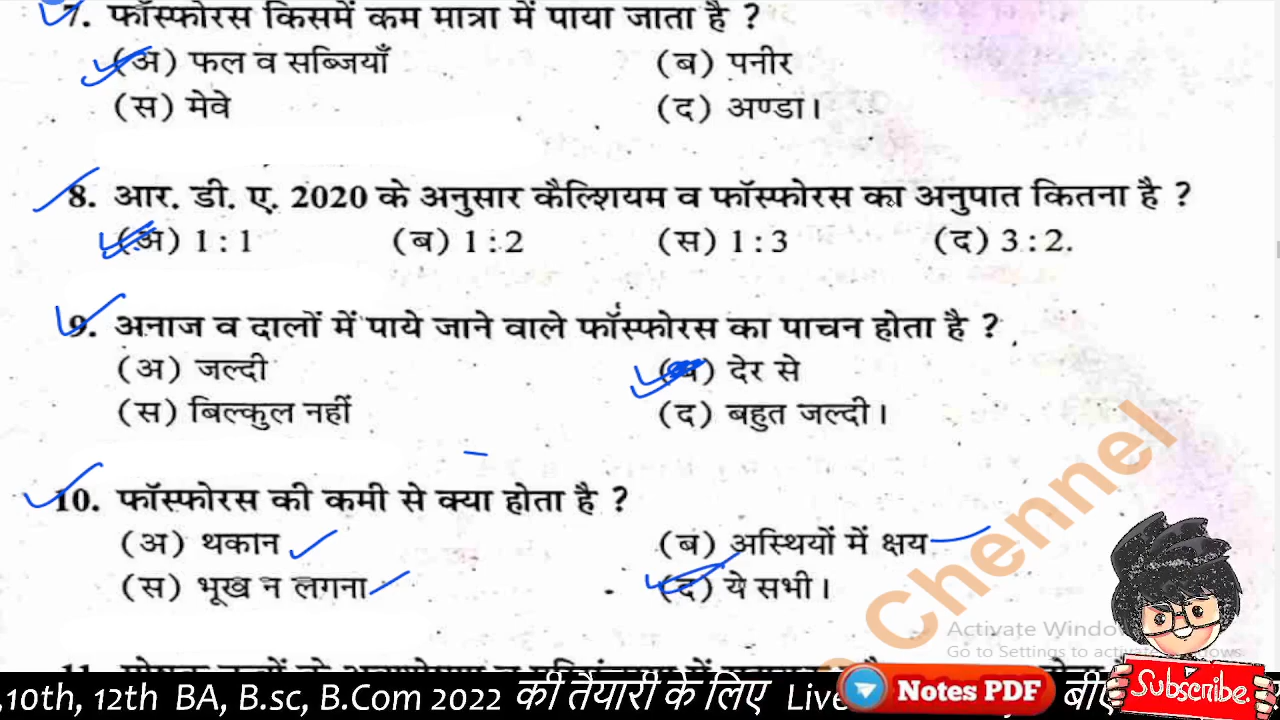 7. फॉस्फोरस किसमें कम मात्रा में पाया जाता है ?
(अ) फल व सब्जियाँ (ब) पनीर
(स) मेवे (द) अण्डा।
8. आर. डी. ए. 2020 के अनुसार कैल्शियम व फॉस्फोरस का अनुपात कितना है ?
(अ) 1 : 1 (ब) 1 : 2 (स) 1 : 3 (द) 3 : 2.
9. अनाज व दालों में पाये जाने वाले फॉस्फोरस का पाचन होता है ?
(अ) जल्दी (ब) देर से
(स) बिल्कुल नहीं (द) बहुत जल्दी।
10. फॉस्फोरस की कमी से क्या होता है ?
(अ) थकान (ब) अस्थियों में क्षय
(स) भूख न लगना (द) ये सभी।
Chennel
Activate Windo
Go to Settings to activate Windows
,10th, 12th BA, B.sc, B.Com 2022 की तैयारी के लिए Live
Notes PDF
Subscribe.